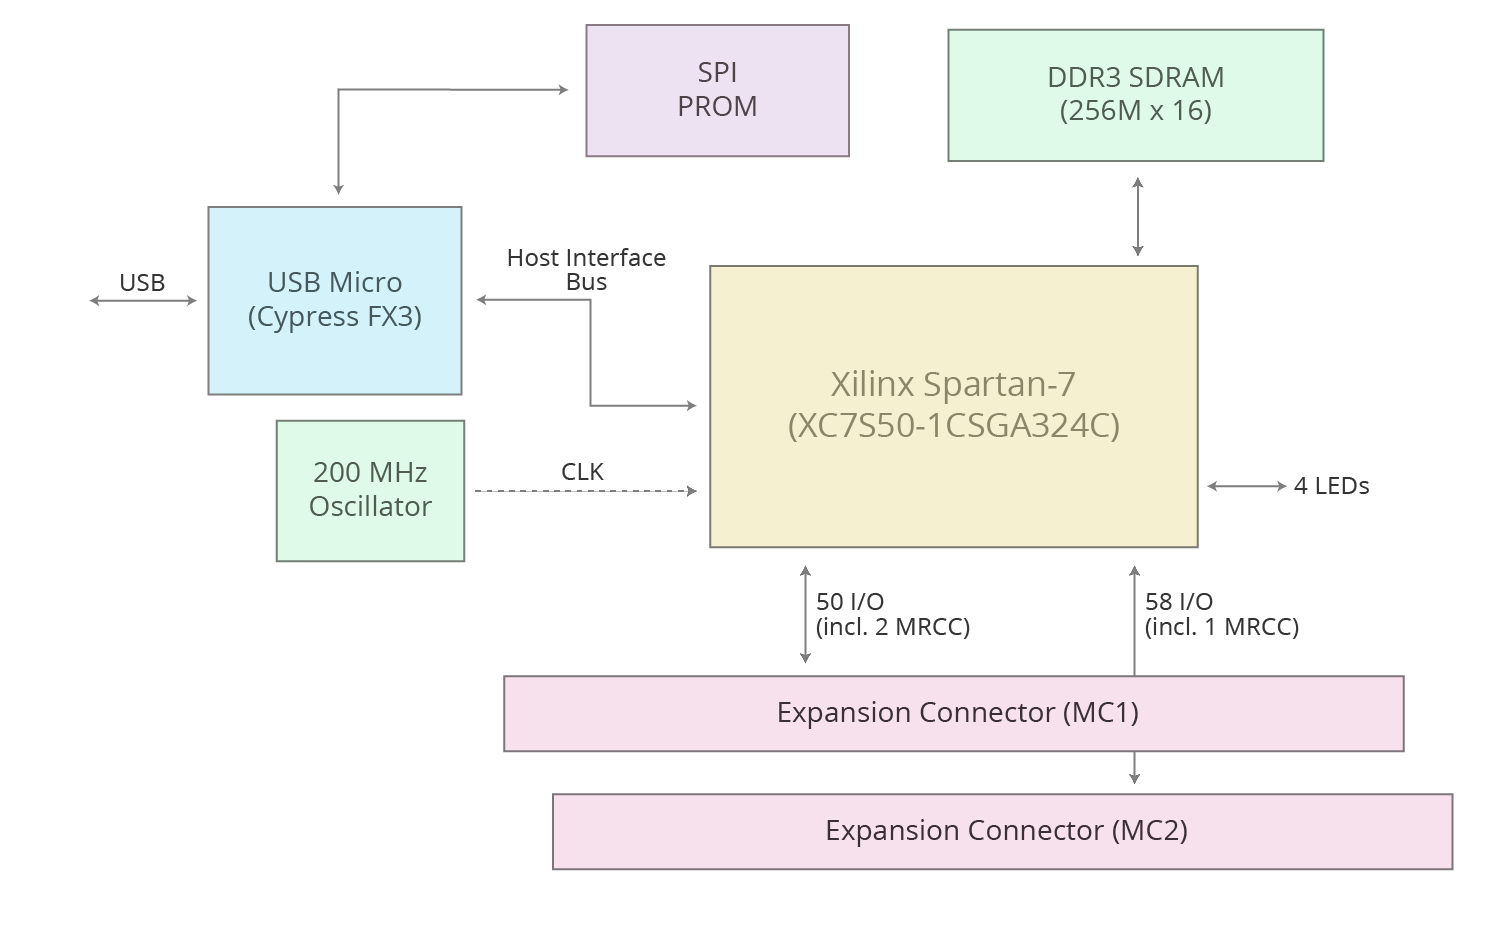 SPI
PROM
DDR3 SDRAM
(256M x 16)
USB
USB Micro
(Cypress FX3)
Host Interface
Bus
Xilinx Spartan-7
(XC7S50-1CSGA324C)
200 MHz
Oscillator
CLK
4 LEDs
50 I/O
(incl. 2 MRCC)
58 I/O
(incl. 1 MRCC)
Expansion Connector (MC1)
Expansion Connector (MC2)